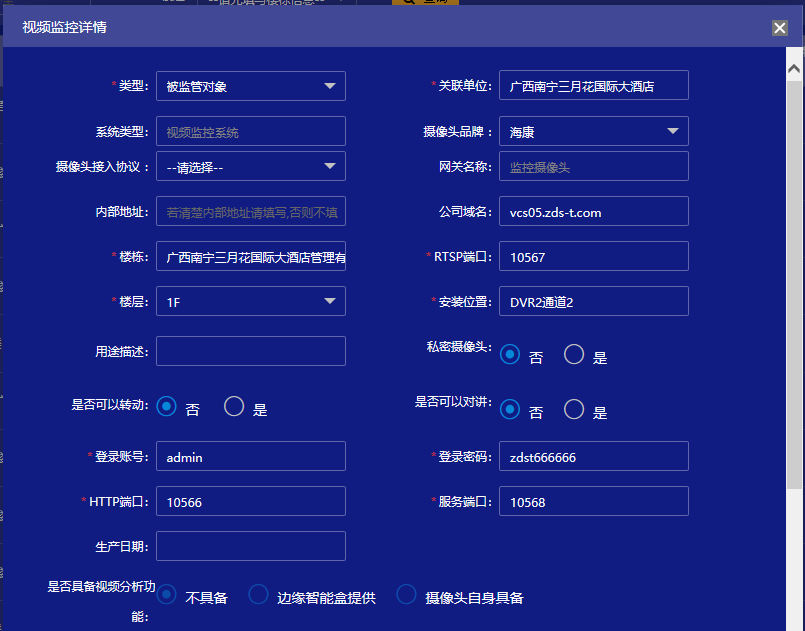 视频监控详情
*类型: 被监管对象 *关联单位: 广西南宁三月花国际大酒店
系统类型: 视频监控系统 摄像头品牌: 海康
摄像头接入协议: --请选择-- 网关名称: 监控摄像头
内部地址: 若清楚内部地址请填写,否则不填 公司域名: vcs05.zds-t.com
*楼栋: 广西南宁三月花国际大酒店管理有 *RTSP端口: 10567
*楼层: 1F *安装位置: DVR2通道2
用途描述: 私密摄像头: 否 是
是否可以转动: 否 是 是否可以对讲: 否 是
*登录账号: admin *登录密码: zdst666666
*HTTP端口: 10566 *服务端口: 10568
生产日期:
是否具备视频分析功
能: 不具备 边缘智能盒提供 摄像头自身具备